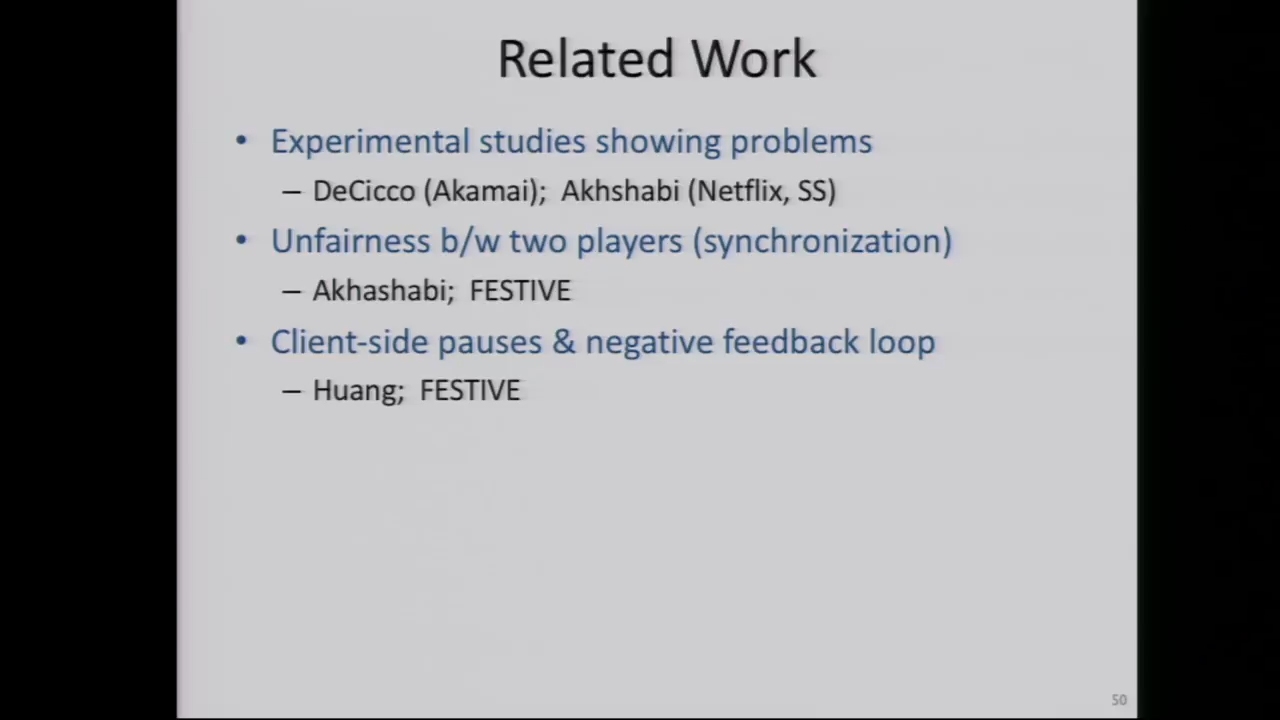 Related Work
• Experimental studies showing problems
– DeCicco (Akamai); Akhshabi (Netflix, SS)
• Unfairness b/w two players (synchronization)
– Akhashabi; FESTIVE
• Client-side pauses & negative feedback loop
– Huang; FESTIVE
50